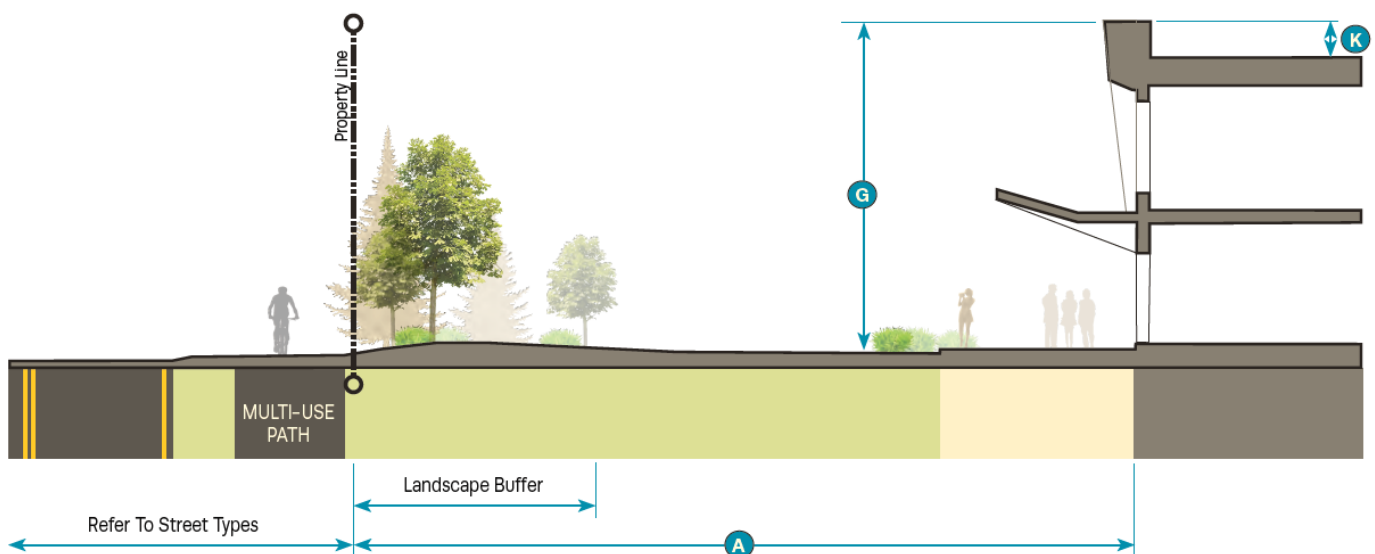 Property Line
K
G
MULTI-USE
PATH
Landscape Buffer
Refer To Street Types
A